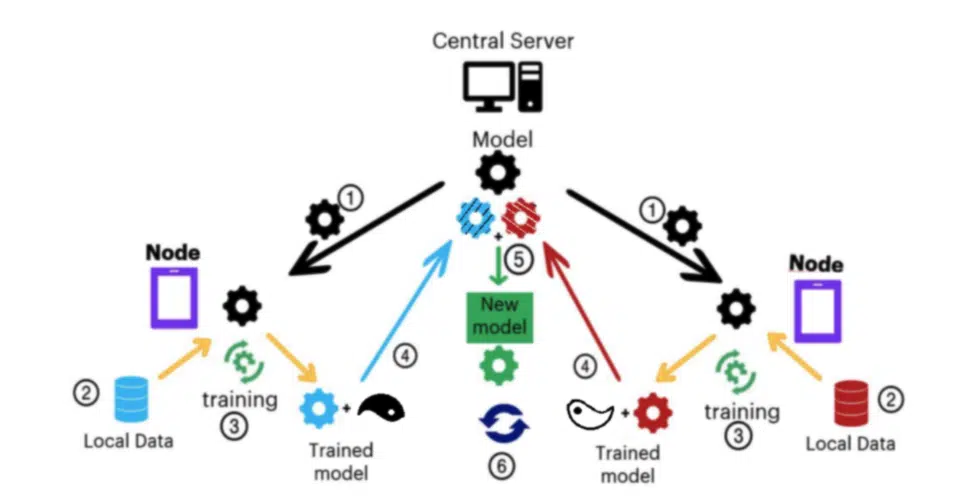 Central Server
Model
1
1
+
5
Node
Node
New
model
4
4
2
2
training
3
training
3
+
+
Local Data
Local Data
Trained
model
Trained
model
6